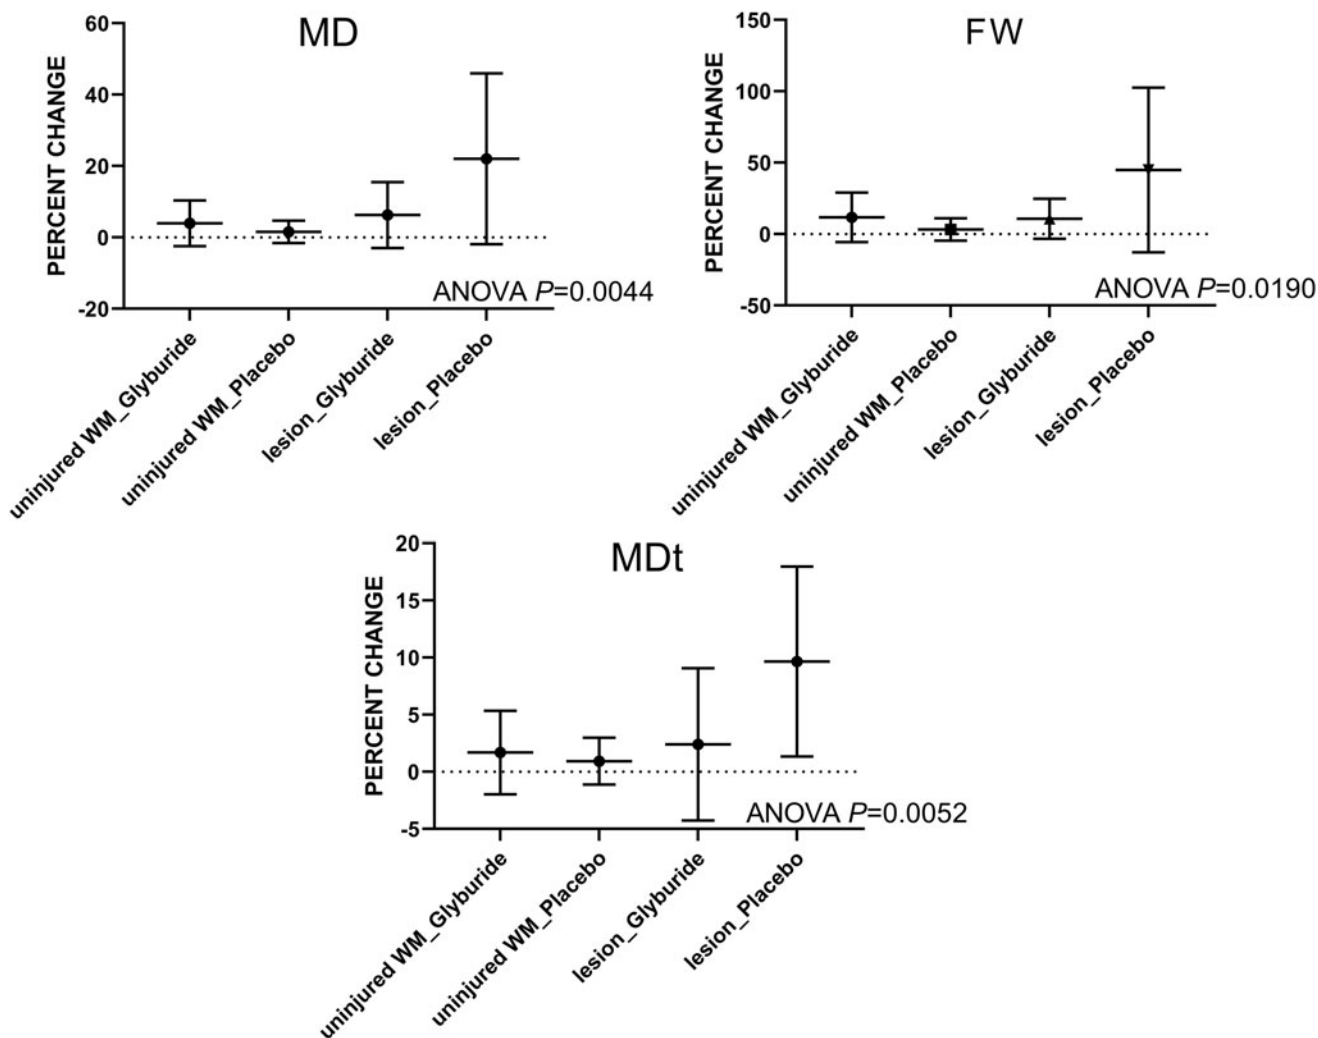 MD
PERCENT CHANGE
60
40
20
0
-20
ANOVA P=0.0044
uninjured WM_Glyburide
uninjured WM_Placebo
lesion_Glyburide
lesion_Placebo
FW
PERCENT CHANGE
150
100
50
0
-50
ANOVA P=0.0190
uninjured WM_Glyburide
uninjured WM_Placebo
lesion_Glyburide
lesion_Placebo
MDt
PERCENT CHANGE
20
15
10
5
0
-5
ANOVA P=0.0052
uninjured WM_Glyburide
uninjured WM_Placebo
lesion_Glyburide
lesion_Placebo